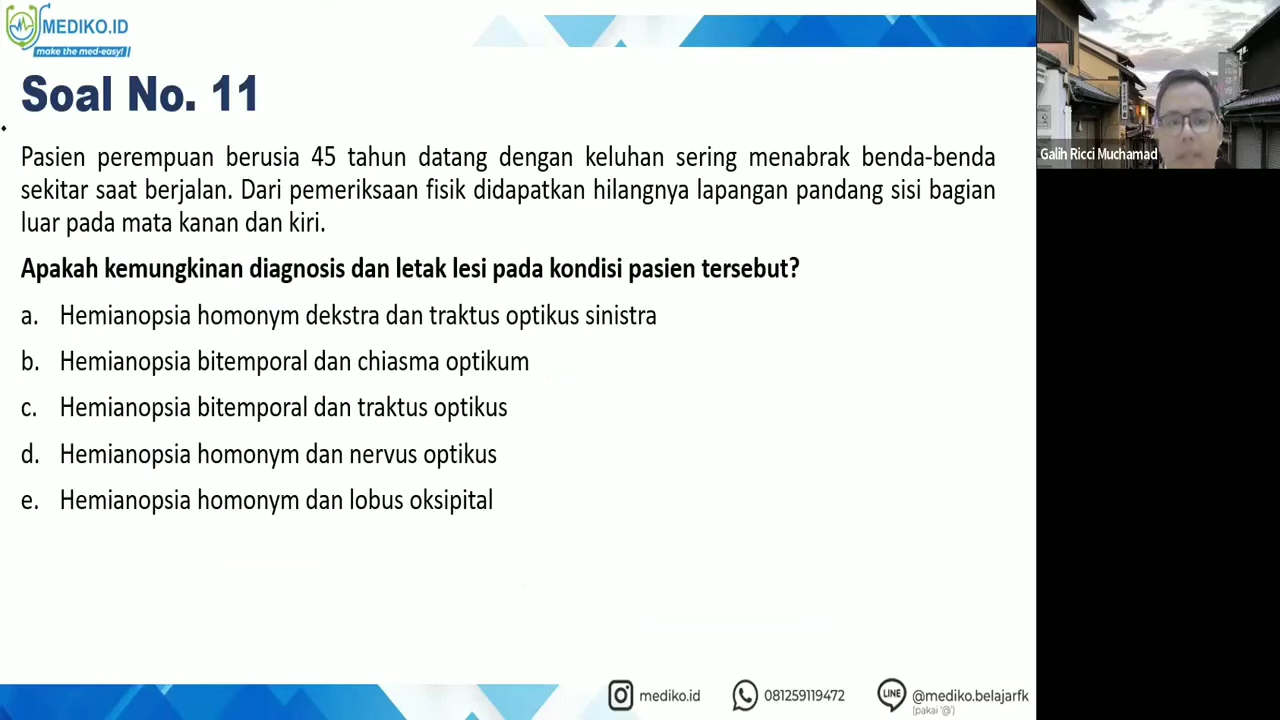 MEDIKO.ID
make the med-easy!
Soal No. 11
Pasien perempuan berusia 45 tahun datang dengan keluhan sering menabrak benda-benda
sekitar saat berjalan. Dari pemeriksaan fisik didapatkan hilangnya lapangan pandang sisi bagian
luar pada mata kanan dan kiri.
Apakah kemungkinan diagnosis dan letak lesi pada kondisi pasien tersebut?
a. Hemianopsia homonym dekstra dan traktus optikus sinistra
b. Hemianopsia bitemporal dan chiasma optikum
c. Hemianopsia bitemporal dan traktus optikus
d. Hemianopsia homonym dan nervus optikus
e. Hemianopsia homonym dan lobus oksipital
Galih Ricci Muchamad
mediko.id
081259119472
LINE
@mediko.belajarfk
(pakai '@')